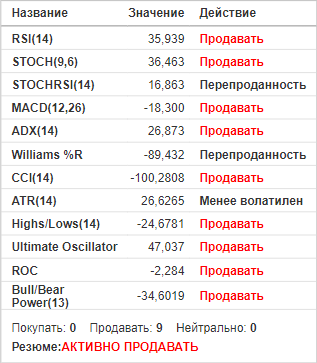 Название Значение Действие
RSI(14) 35,939 Продавать
STOCH(9,6) 36,463 Продавать
STOCHRSI(14) 16,863 Перепроданность
MACD(12,26) -18,300 Продавать
ADX(14) 26,873 Продавать
Williams %R -89,432 Перепроданность
CCI(14) -100,2808 Продавать
ATR(14) 26,6265 Менее волатилен
Highs/Lows(14) -24,6781 Продавать
Ultimate Oscillator 47,037 Продавать
ROC -2,284 Продавать
Bull/Bear
Power(13) -34,6019 Продавать
Покупать: 0 Продавать: 9 Нейтрально: 0
Резюме:АКТИВНО ПРОДАВАТЬ